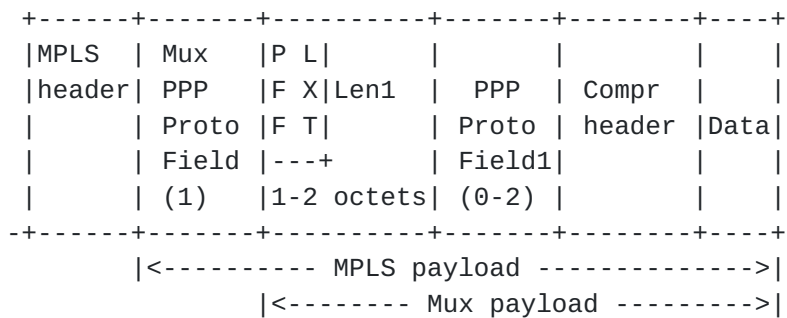 +------+-------+----------+-------+--------+----+
 |MPLS  | Mux   |P L|      |       |        |    |
 |header| PPP   |F X|Len1  |  PPP  | Compr  |    |
 |      | Proto |F T|      | Proto | header |Data|
 |      | Field |---+      | Field1|        |    |
 |      | (1)   |1-2 octets| (0-2) |        |    |
-+------+-------+----------+-------+--------+----+
        |<---------- MPLS payload -------------->|
                |<-------- Mux payload --------->|